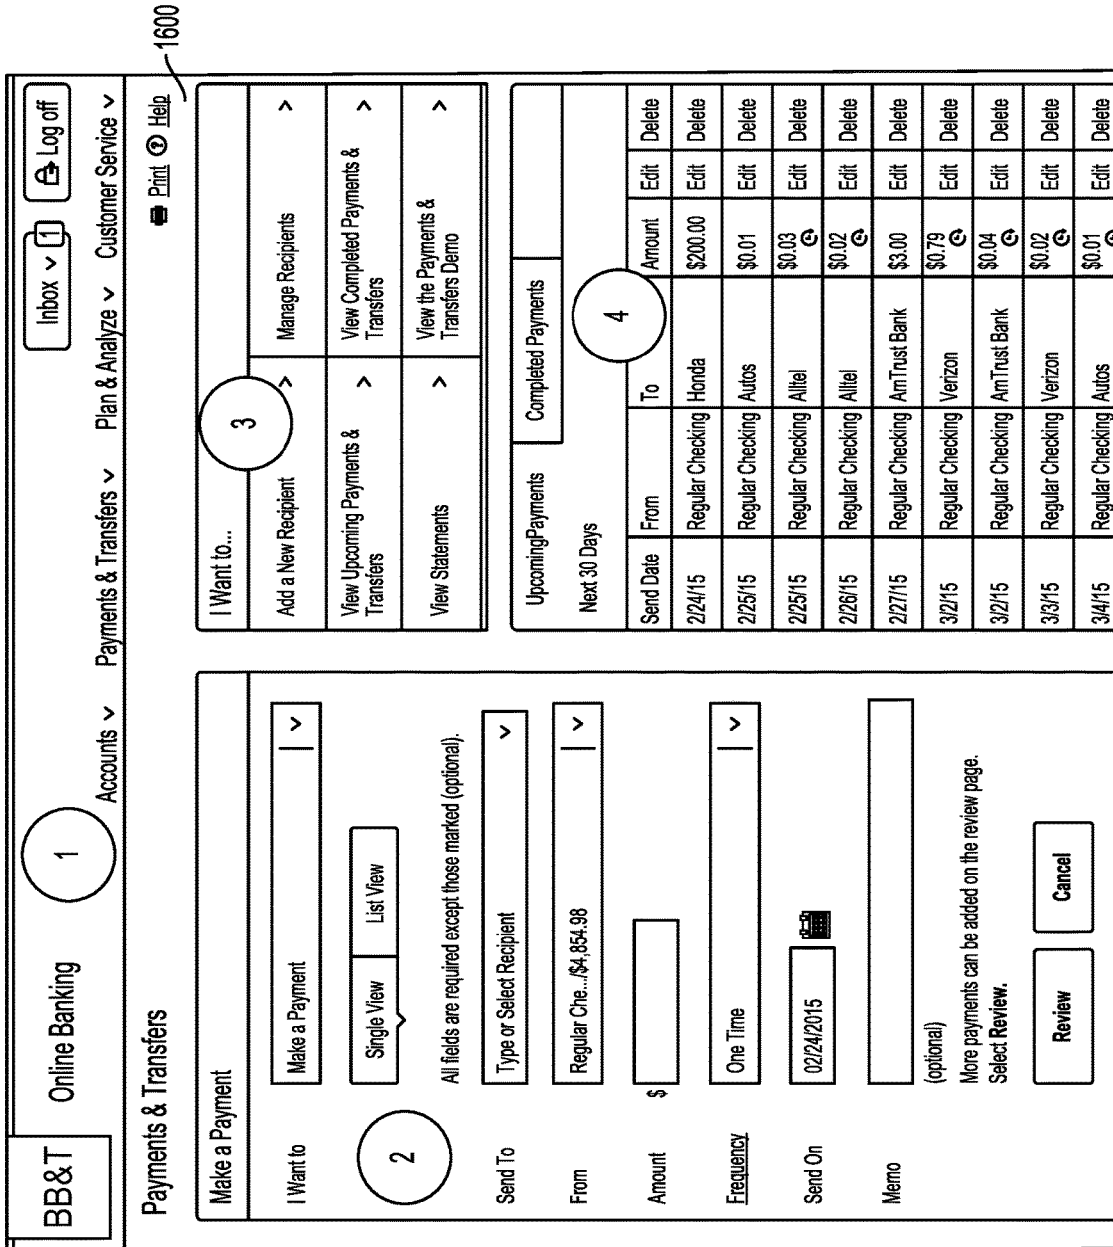 BB&T Online Banking 1 Inbox 1 Log off
Accounts Payments & Transfers Plan & Analyze Customer Service
Payments & Transfers Print ? Help
1600
Make a Payment
I Want to Make a Payment
2 Single View List View
All fields are required except those marked (optional).
Send To Type or Select Recipient
From Regular Che.../$4,854.98
Amount $
Frequency One Time
Send On 02/24/2015
Memo
(optional)
More payments can be added on the review page.
Select Review.
Review Cancel
I Want to...
3
Add a New Recipient > Manage Recipients >
View Upcoming Payments &
Transfers >
View Completed Payments &
Transfers >
View Statements >
View the Payments &
Transfers Demo >
UpcomingPayments Completed Payments
Next 30 Days
4
Send Date From To Amount Edit Delete
2/24/15 Regular Checking Honda $200.00 Edit Delete
2/25/15 Regular Checking Autos $0.01 Edit Delete
2/25/15 Regular Checking Alltel $0.03 Edit Delete
2/26/15 Regular Checking Alltel $0.02 Edit Delete
2/27/15 Regular Checking AmTrust Bank $3.00 Edit Delete
3/2/15 Regular Checking Verizon $0.79 Edit Delete
3/2/15 Regular Checking AmTrust Bank $0.04 Edit Delete
3/3/15 Regular Checking Verizon $0.02 Edit Delete
3/4/15 Regular Checking Autos $0.01 Edit Delete